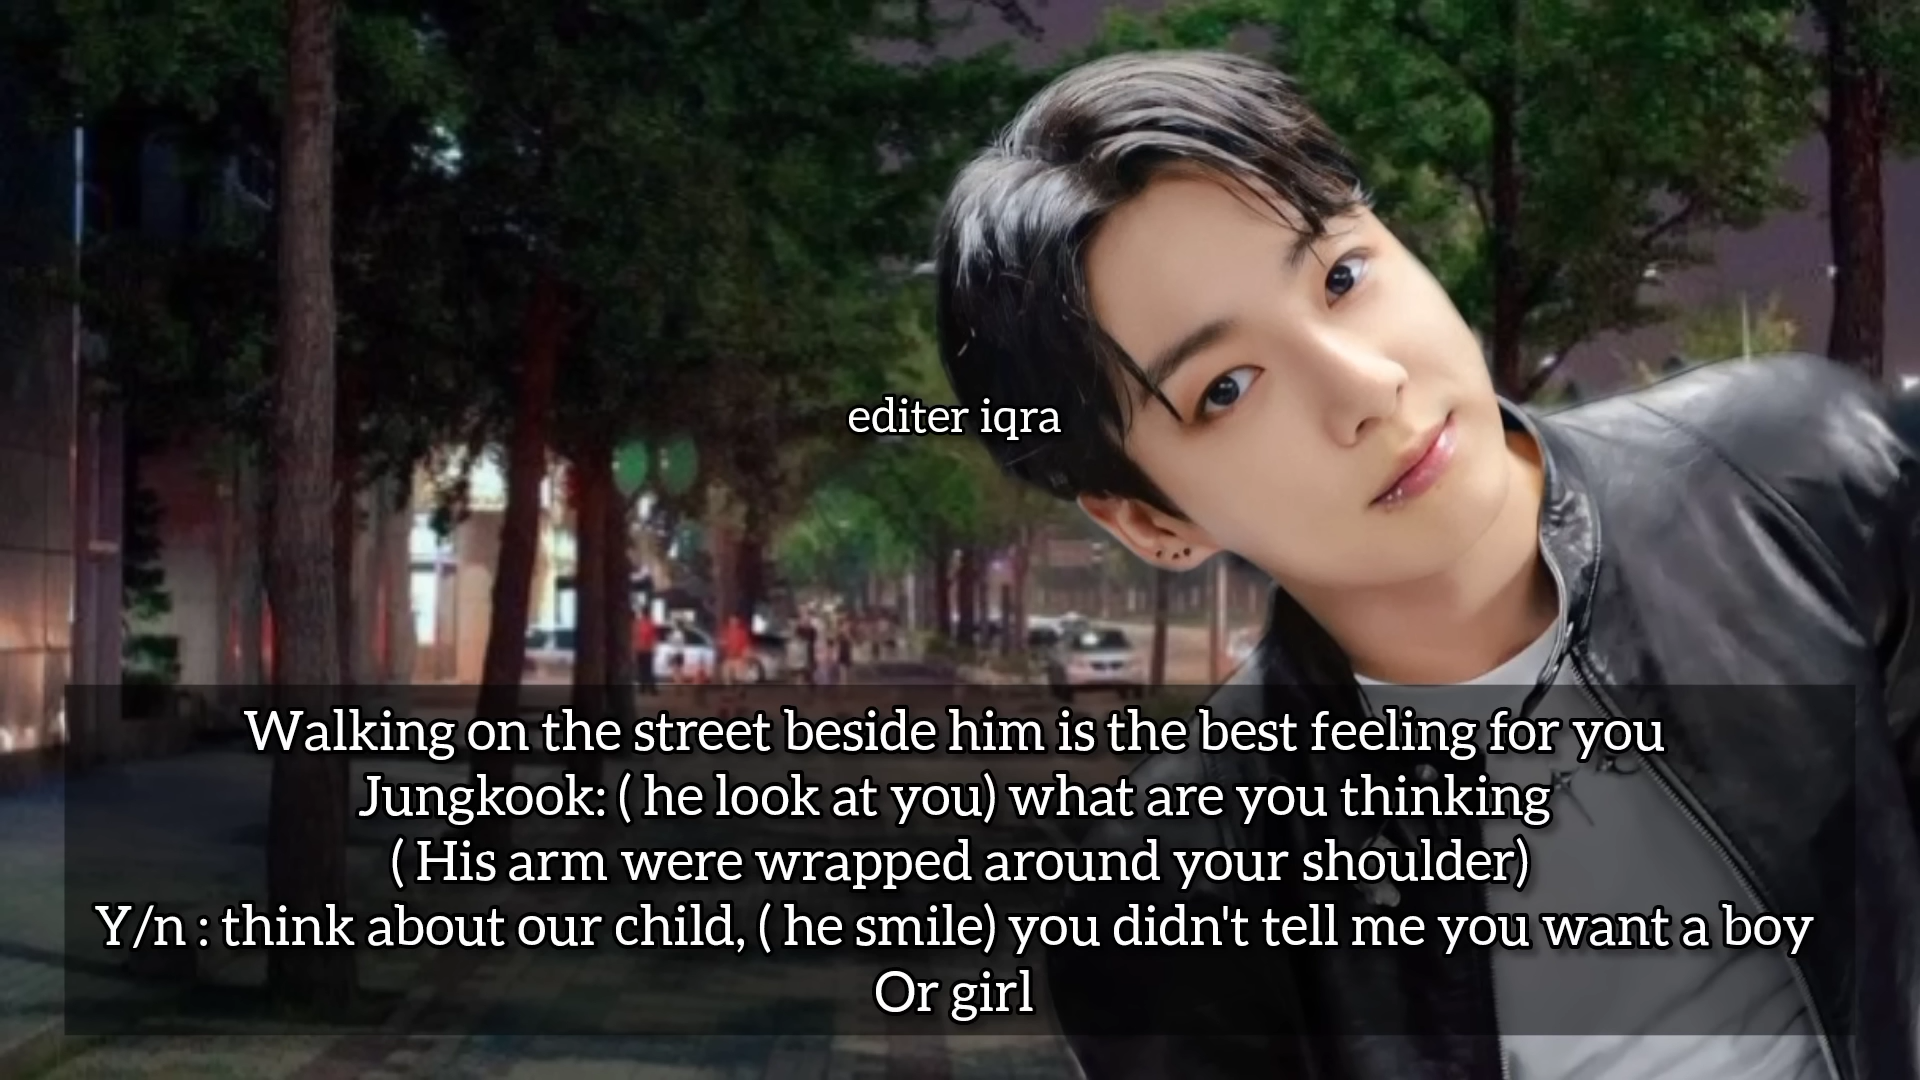 editer iqra
Walking on the street beside him is the best feeling for you
Jungkook: ( he look at you) what are you thinking
( His arm were wrapped around your shoulder)
Y/n : think about our child, ( he smile) you didn't tell me you want a boy
Or girl